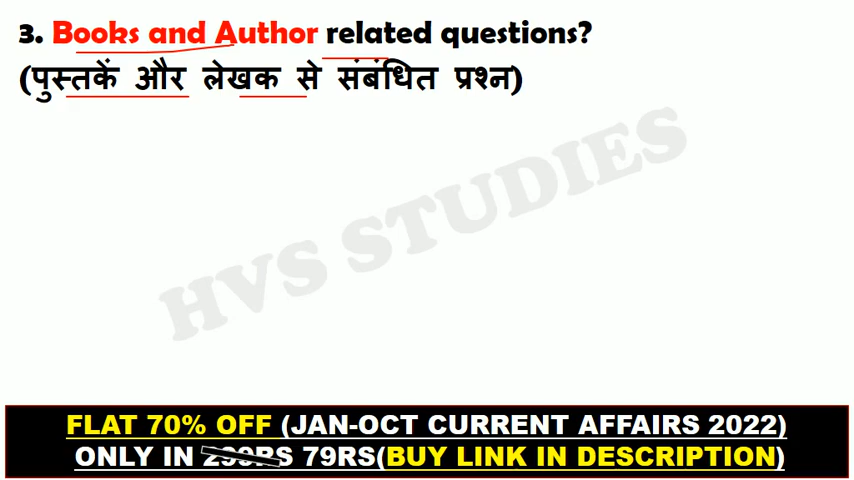 3. Books and Author related questions?
(पुस्तकें और लेखक से संबंधित प्रश्न)
HVS STUDIES
FLAT 70% OFF (JAN-OCT CURRENT AFFAIRS 2022)
ONLY IN 299RS 79RS(BUY LINK IN DESCRIPTION)